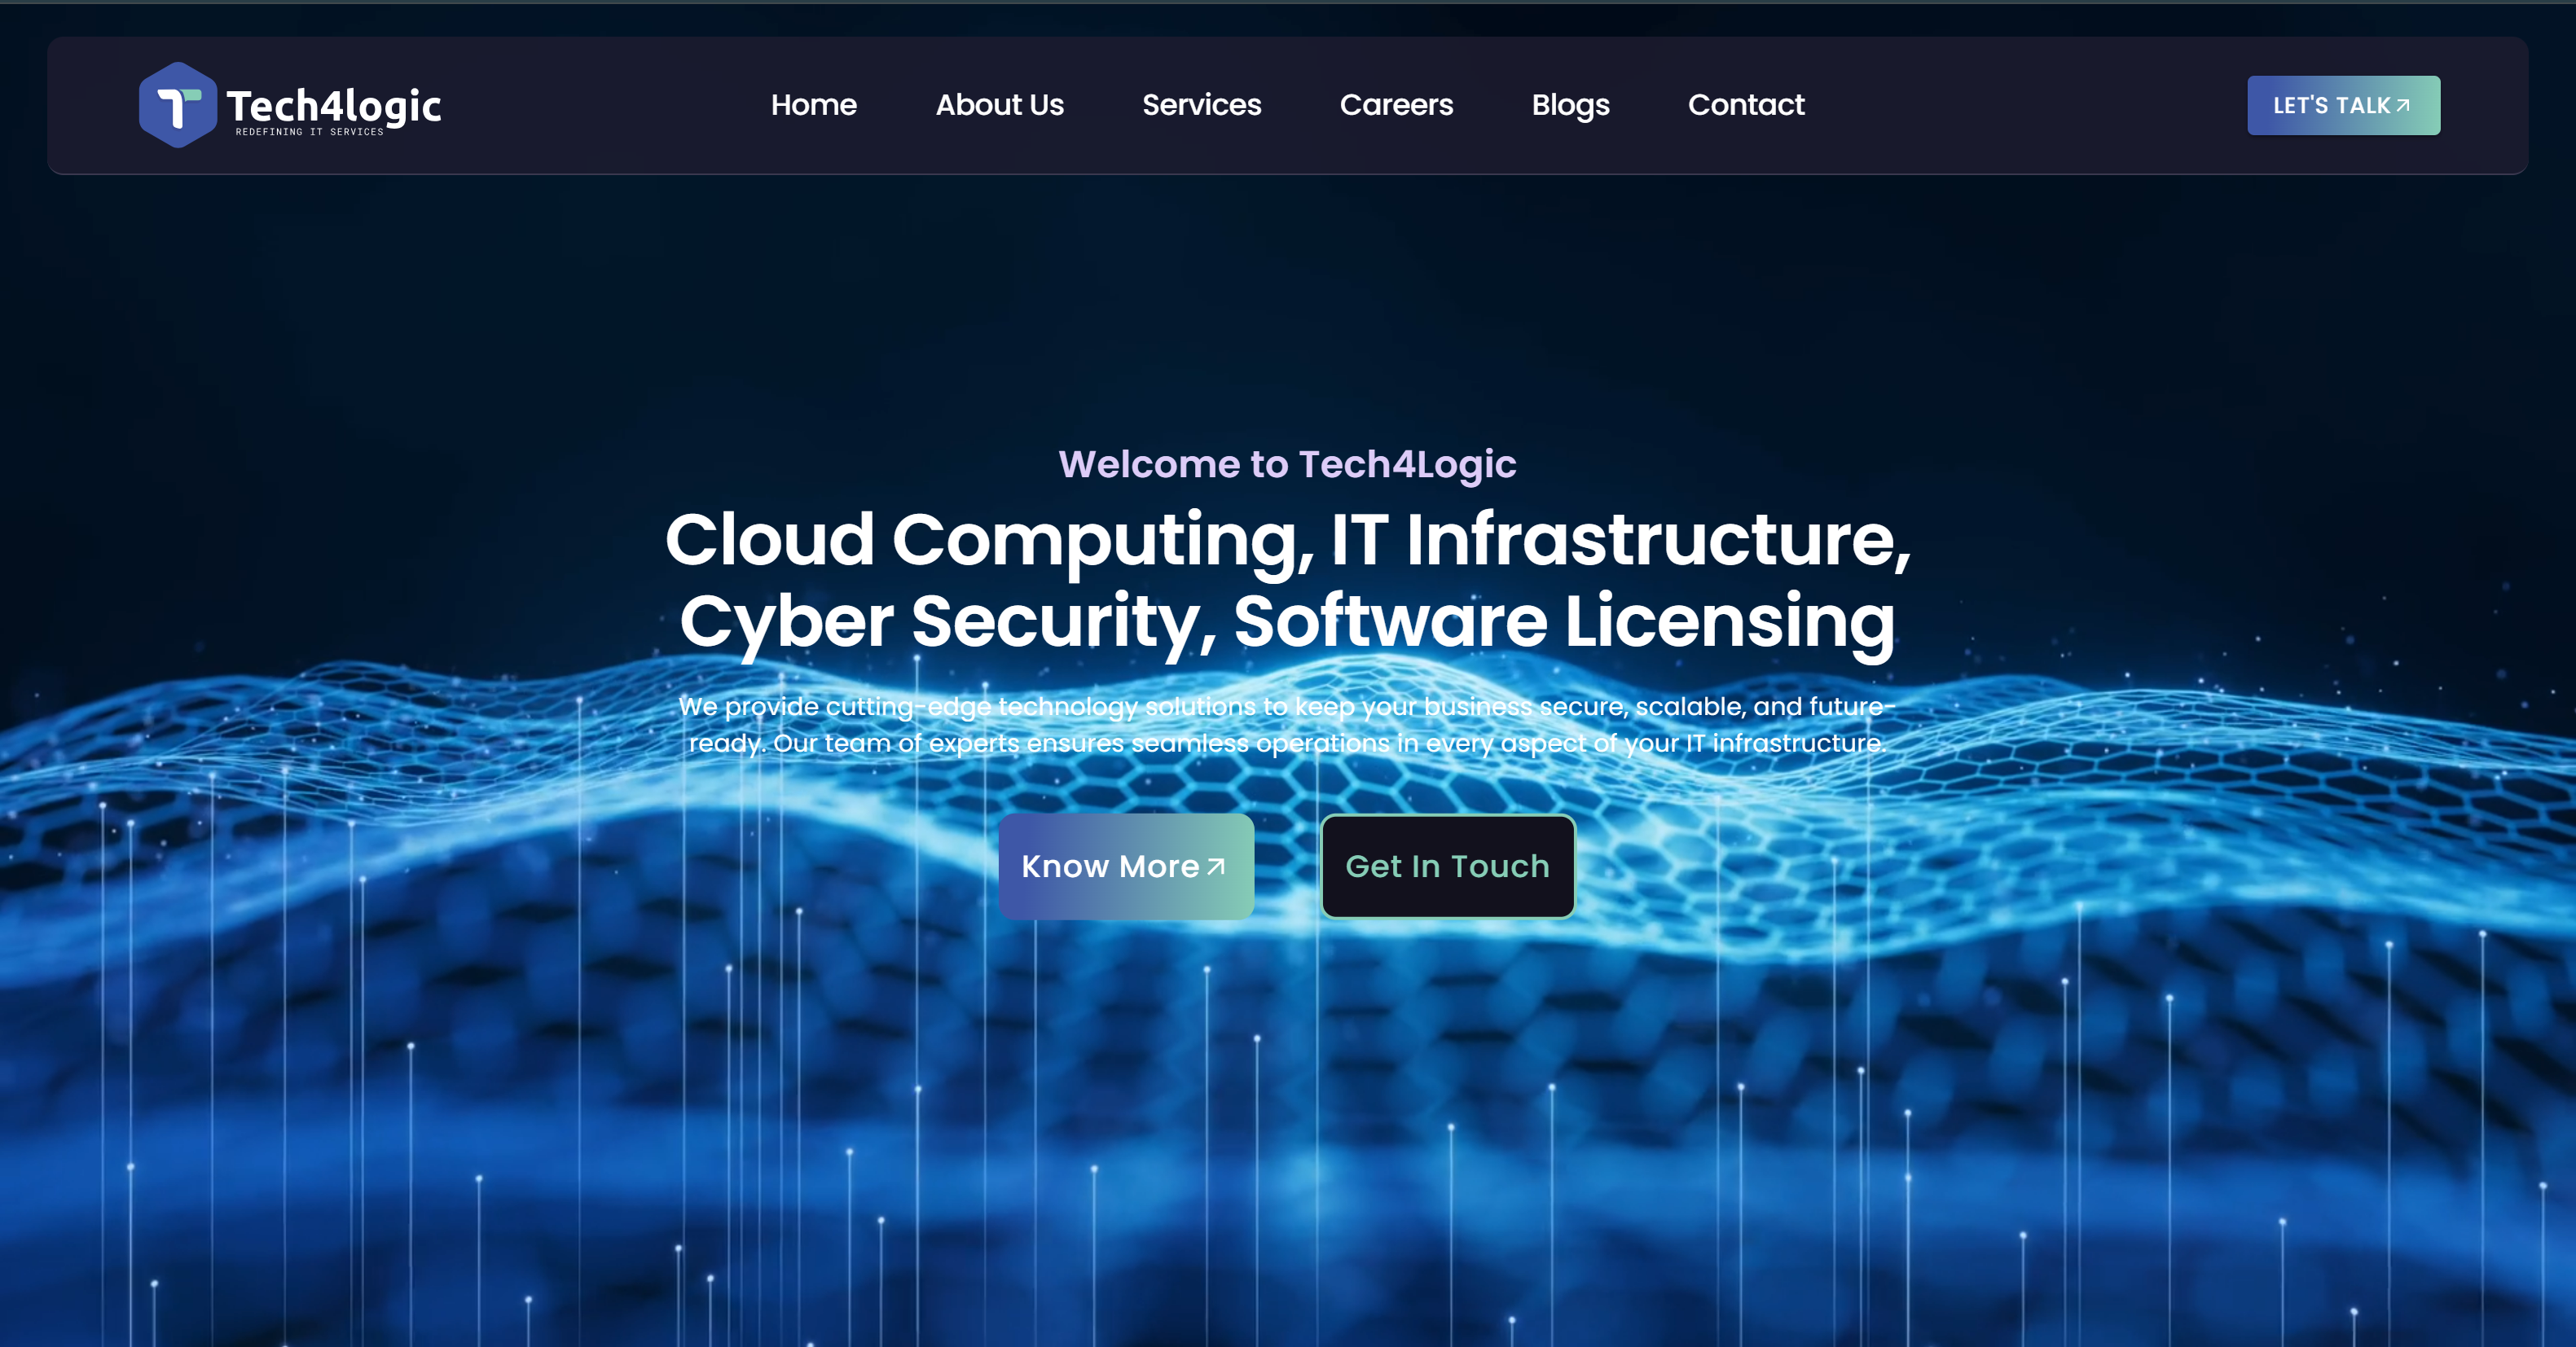 Tech4logic
REDEFINING IT SERVICES
Home
About Us
Services
Careers
Blogs
Contact
LET'S TALK
Welcome to Tech4Logic
Cloud Computing, IT Infrastructure,
Cyber Security, Software Licensing
We provide cutting-edge technology solutions to keep your business secure, scalable, and future-
ready. Our team of experts ensures seamless operations in every aspect of your IT infrastructure.
Know More
Get In Touch